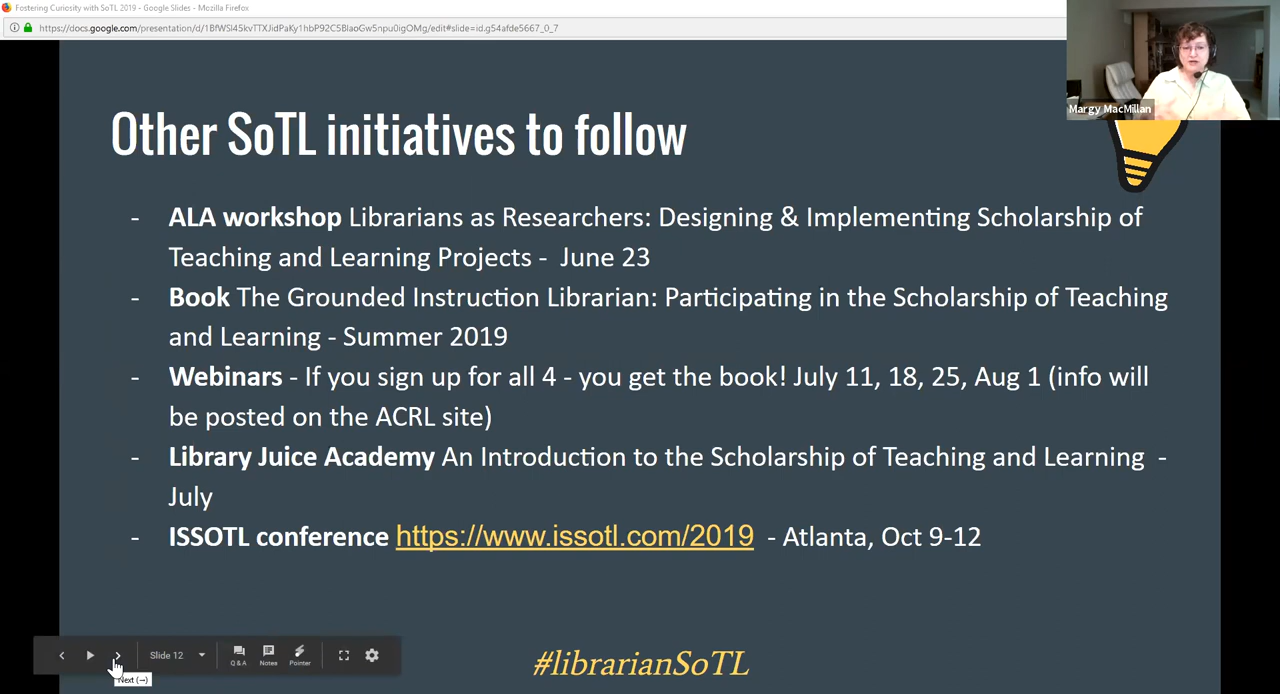 Fostering Curiosity with SoTL 2019 - Google Slides - Mozilla Firefox
https://docs.google.com/presentation/d/1BfWSI45kvTTXJidPaKy1hbP92C5BlaoGw5npu0igOMg/edit#slide=id.g54afde5667_0_7
Margy MacMillan
Other SoTL initiatives to follow
- ALA workshop Librarians as Researchers: Designing & Implementing Scholarship of
Teaching and Learning Projects - June 23
- Book The Grounded Instruction Librarian: Participating in the Scholarship of Teaching
and Learning - Summer 2019
- Webinars - If you sign up for all 4 - you get the book! July 11, 18, 25, Aug 1 (info will
be posted on the ACRL site)
- Library Juice Academy An Introduction to the Scholarship of Teaching and Learning -
July
- ISSOTL conference https://www.issotl.com/2019 - Atlanta, Oct 9-12
Slide 12
Q & A
Notes
Pointer
Next (→)
#librarianSoTL